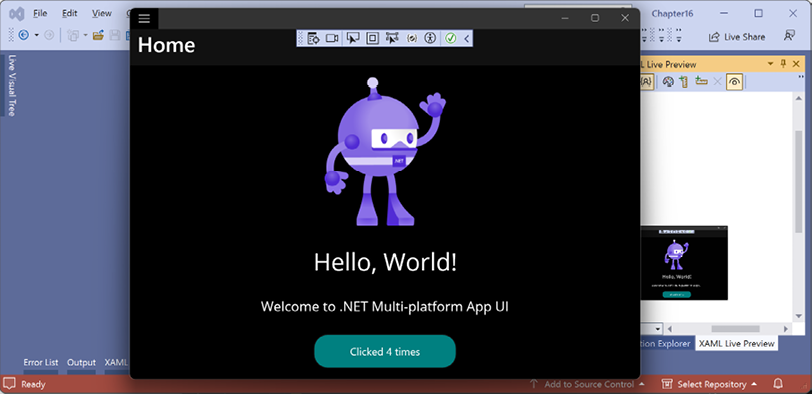 File Edit View
Chapter16
Live Share
Home
Live Visual Tree
ML Live Preview
.NET
Hello, World!
Welcome to .NET Multi-platform App UI
Clicked 4 times
Error List Output XAML
tion Explorer XAML Live Preview
Ready Add to Source Control Select Repository